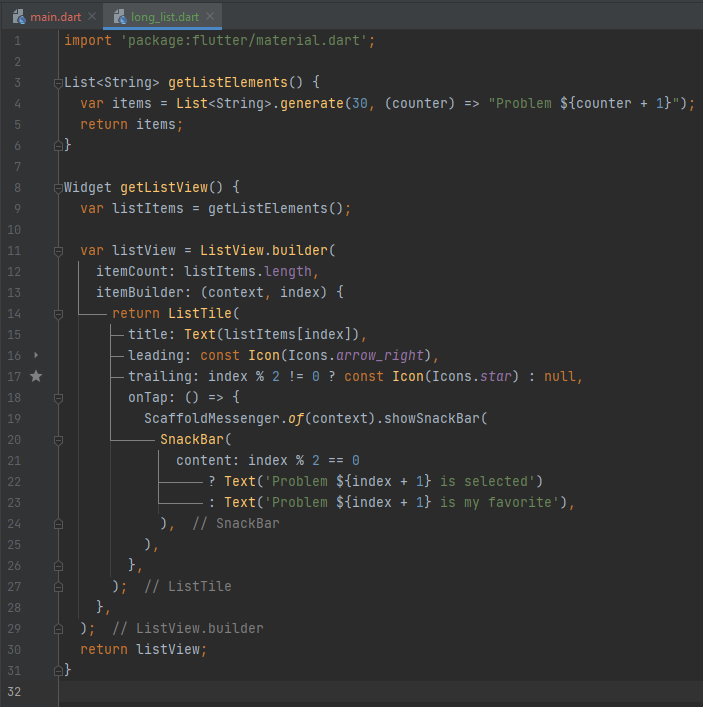 main.dart long_list.dart
1 import 'package:flutter/material.dart';
2
3 List<String> getListElements() {
4   var items = List<String>.generate(30, (counter) => "Problem ${counter + 1}");
5   return items;
6 }
7
8 Widget getListView() {
9   var listItems = getListElements();
10
11   var listView = ListView.builder(
12     itemCount: listItems.length,
13     itemBuilder: (context, index) {
14       return ListTile(
15         title: Text(listItems[index]),
16         leading: const Icon(Icons.arrow_right),
17         trailing: index % 2 != 0 ? const Icon(Icons.star) : null,
18         onTap: () => {
19           ScaffoldMessenger.of(context).showSnackBar(
20             SnackBar(
21               content: index % 2 == 0
22                   ? Text('Problem ${index + 1} is selected')
23                   : Text('Problem ${index + 1} is my favorite'),
24             ),  // SnackBar
25           ),
26         },
27       );  // ListTile
28     },
29   );  // ListView.builder
30   return listView;
31 }
32